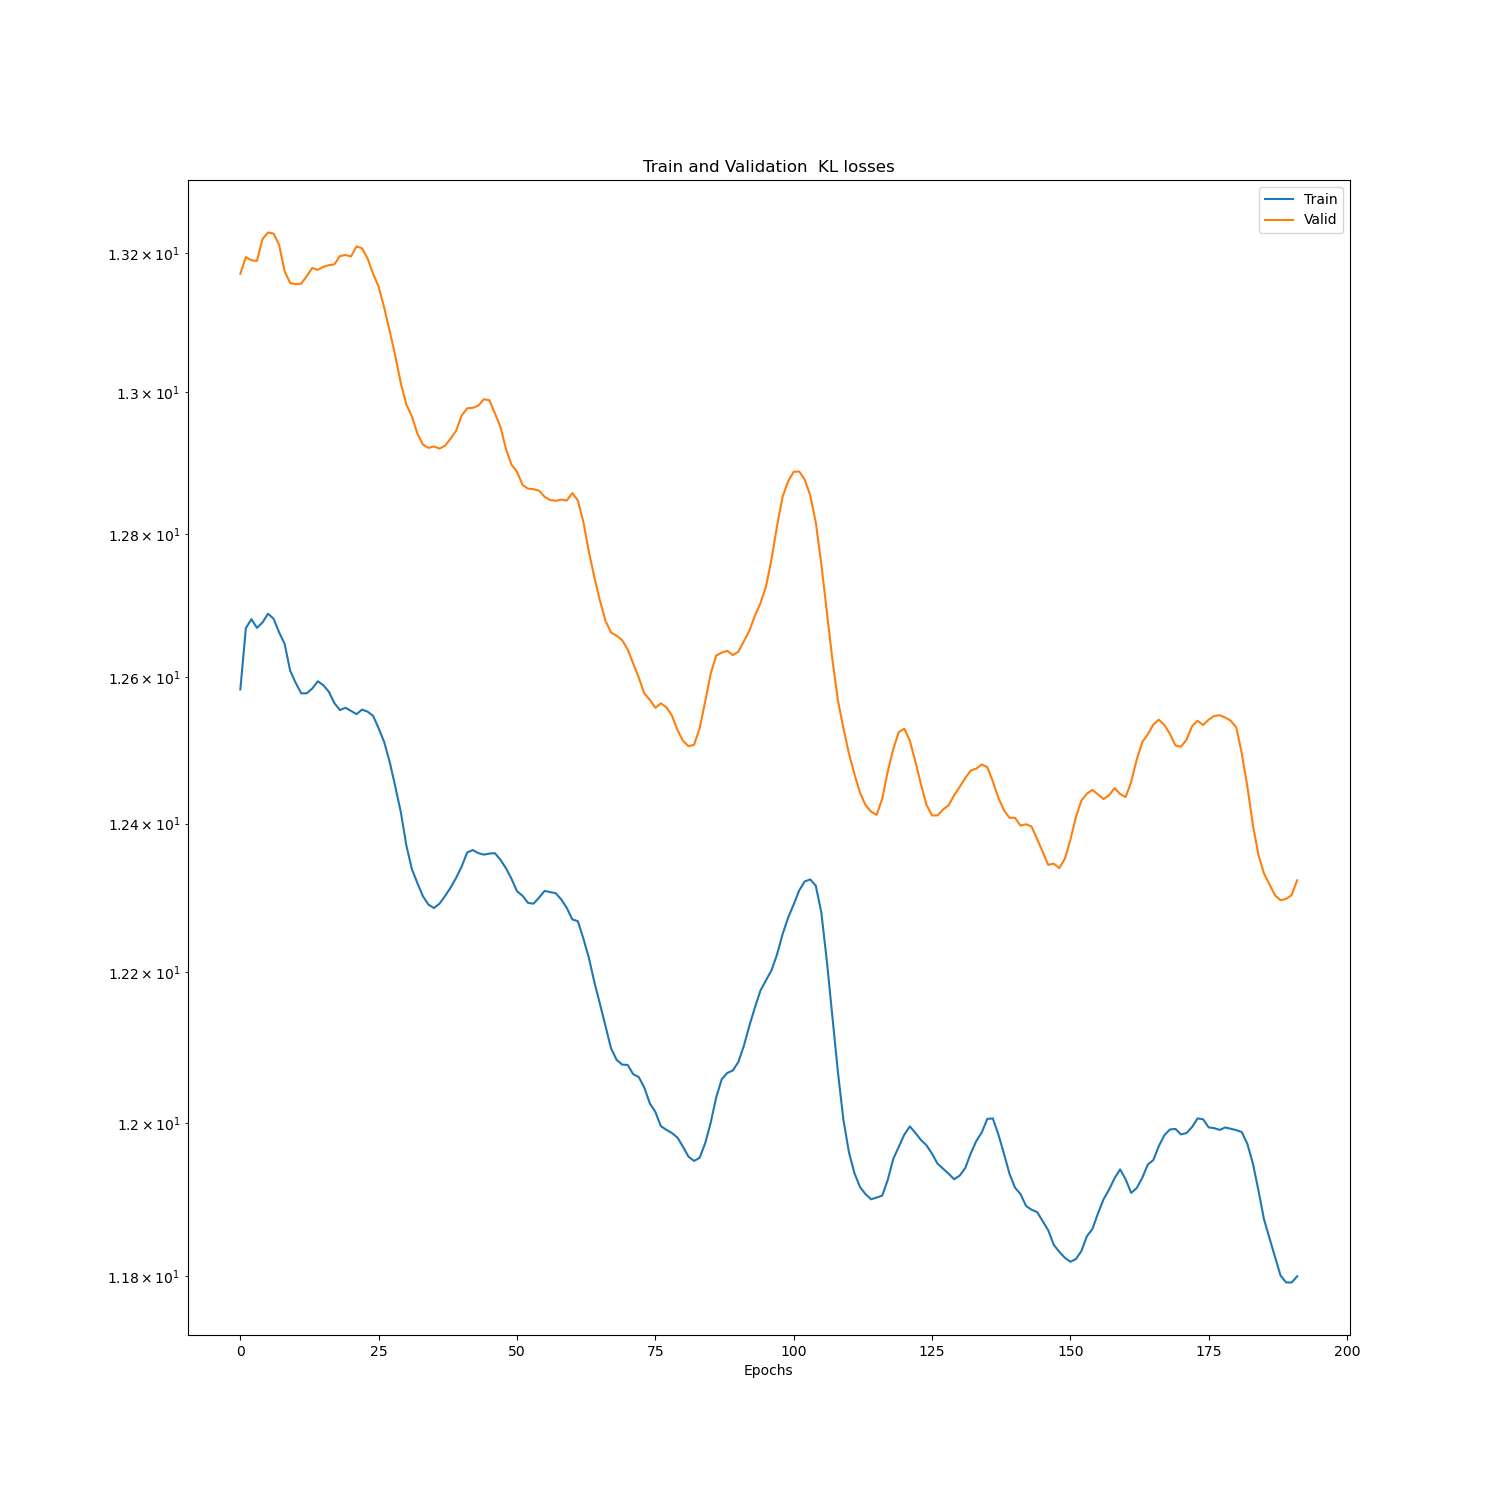 Train and Validation  KL losses
Train
Valid
1.32 × 10¹
1.3 × 10¹
1.28 × 10¹
1.26 × 10¹
1.24 × 10¹
1.22 × 10¹
1.2 × 10¹
1.18 × 10¹
0 25 50 75 100 125 150 175 200
Epochs